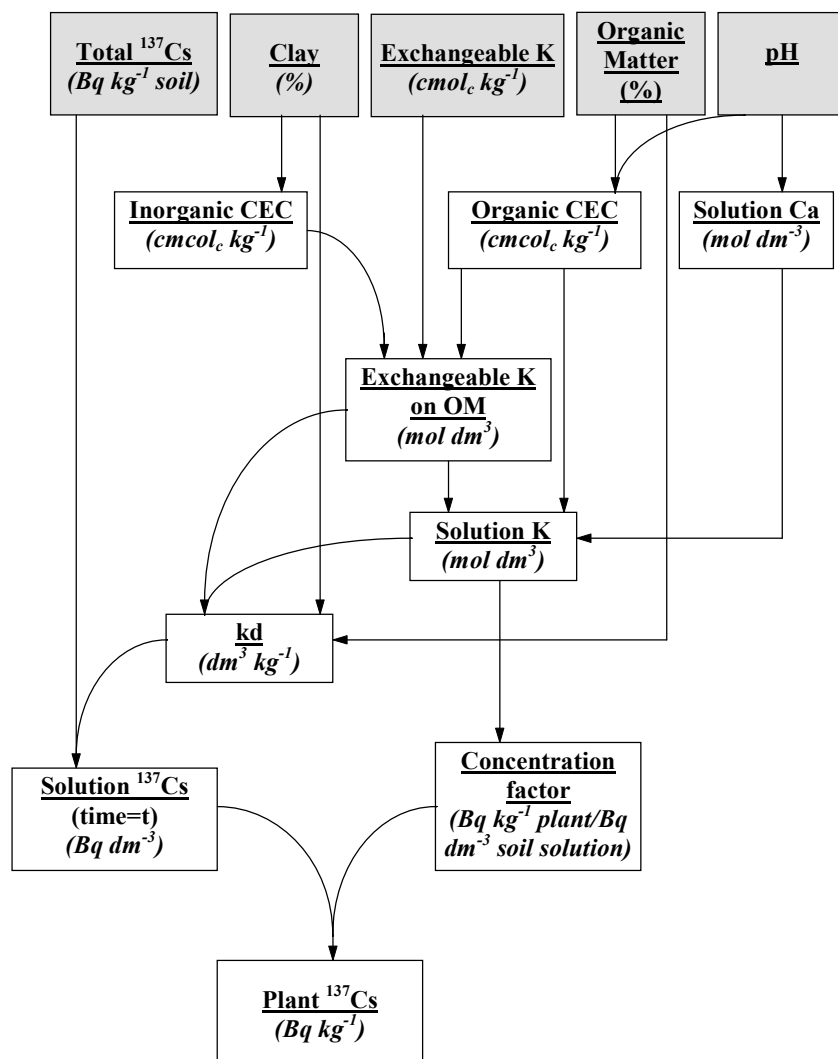 Total ¹³⁷Cs
(Bq kg⁻¹ soil)
Clay
(%)
Exchangeable K
(cmol_c kg⁻¹)
Organic
Matter
(%)
pH
Inorganic CEC
(cmcol_c kg⁻¹)
Organic CEC
(cmcol_c kg⁻¹)
Solution Ca
(mol dm⁻³)
Exchangeable K
on OM
(mol dm³)
Solution K
(mol dm³)
kd
(dm³ kg⁻¹)
Solution ¹³⁷Cs
(time=t)
(Bq dm⁻³)
Concentration
factor
(Bq kg⁻¹ plant/Bq
dm⁻³ soil solution)
Plant ¹³⁷Cs
(Bq kg⁻¹)